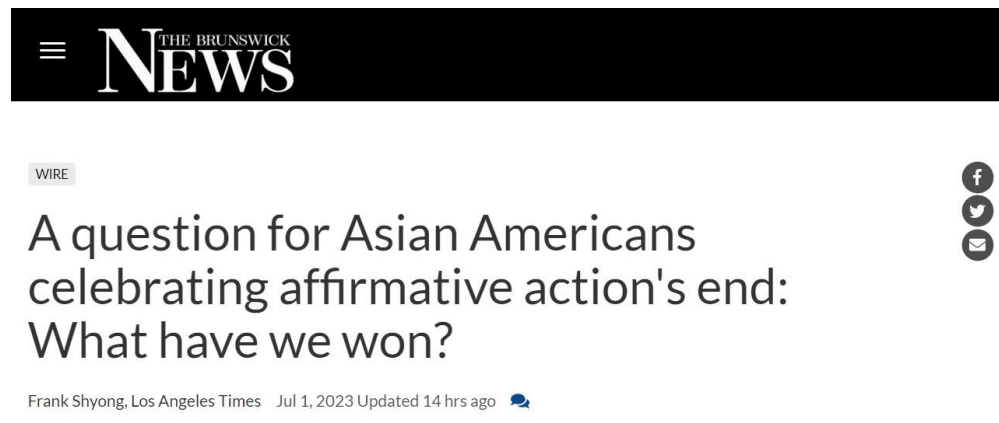 THE BRUNSWICK
NEWS
WIRE
A question for Asian Americans
celebrating affirmative action's end:
What have we won?
Frank Shyong, Los Angeles Times Jul 1, 2023 Updated 14 hrs ago